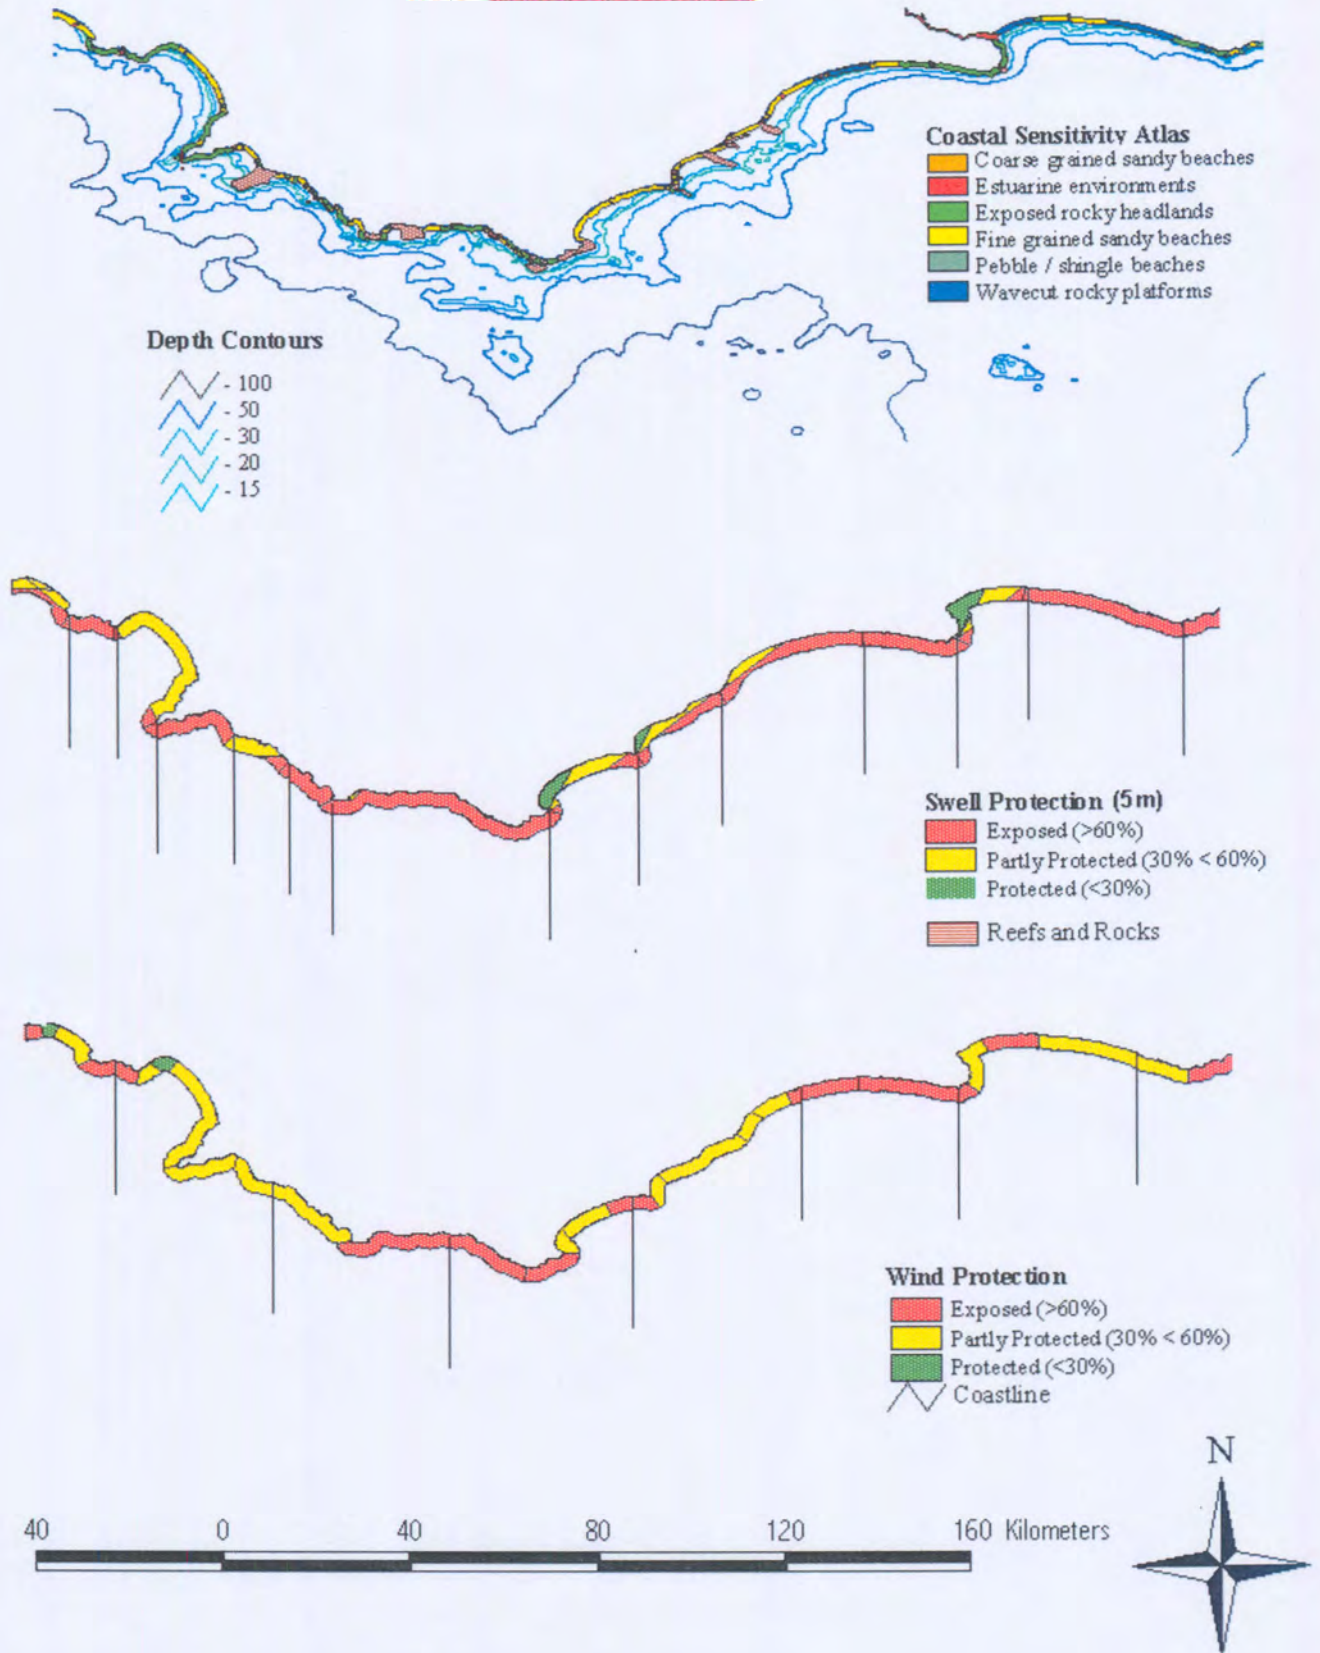 Coastal Sensitivity Atlas
Coarse grained sandy beaches
Estuarine environments
Exposed rocky headlands
Fine grained sandy beaches
Pebble / shingle beaches
Wavecut rocky platforms
Depth Contours
- 100
- 50
- 30
- 20
- 15
Swell Protection (5m)
Exposed (>60%)
Partly Protected (30% < 60%)
Protected (<30%)
Reefs and Rocks
Wind Protection
Exposed (>60%)
Partly Protected (30% < 60%)
Protected (<30%)
Coastline
N
40 0 40 80 120 160 Kilometers